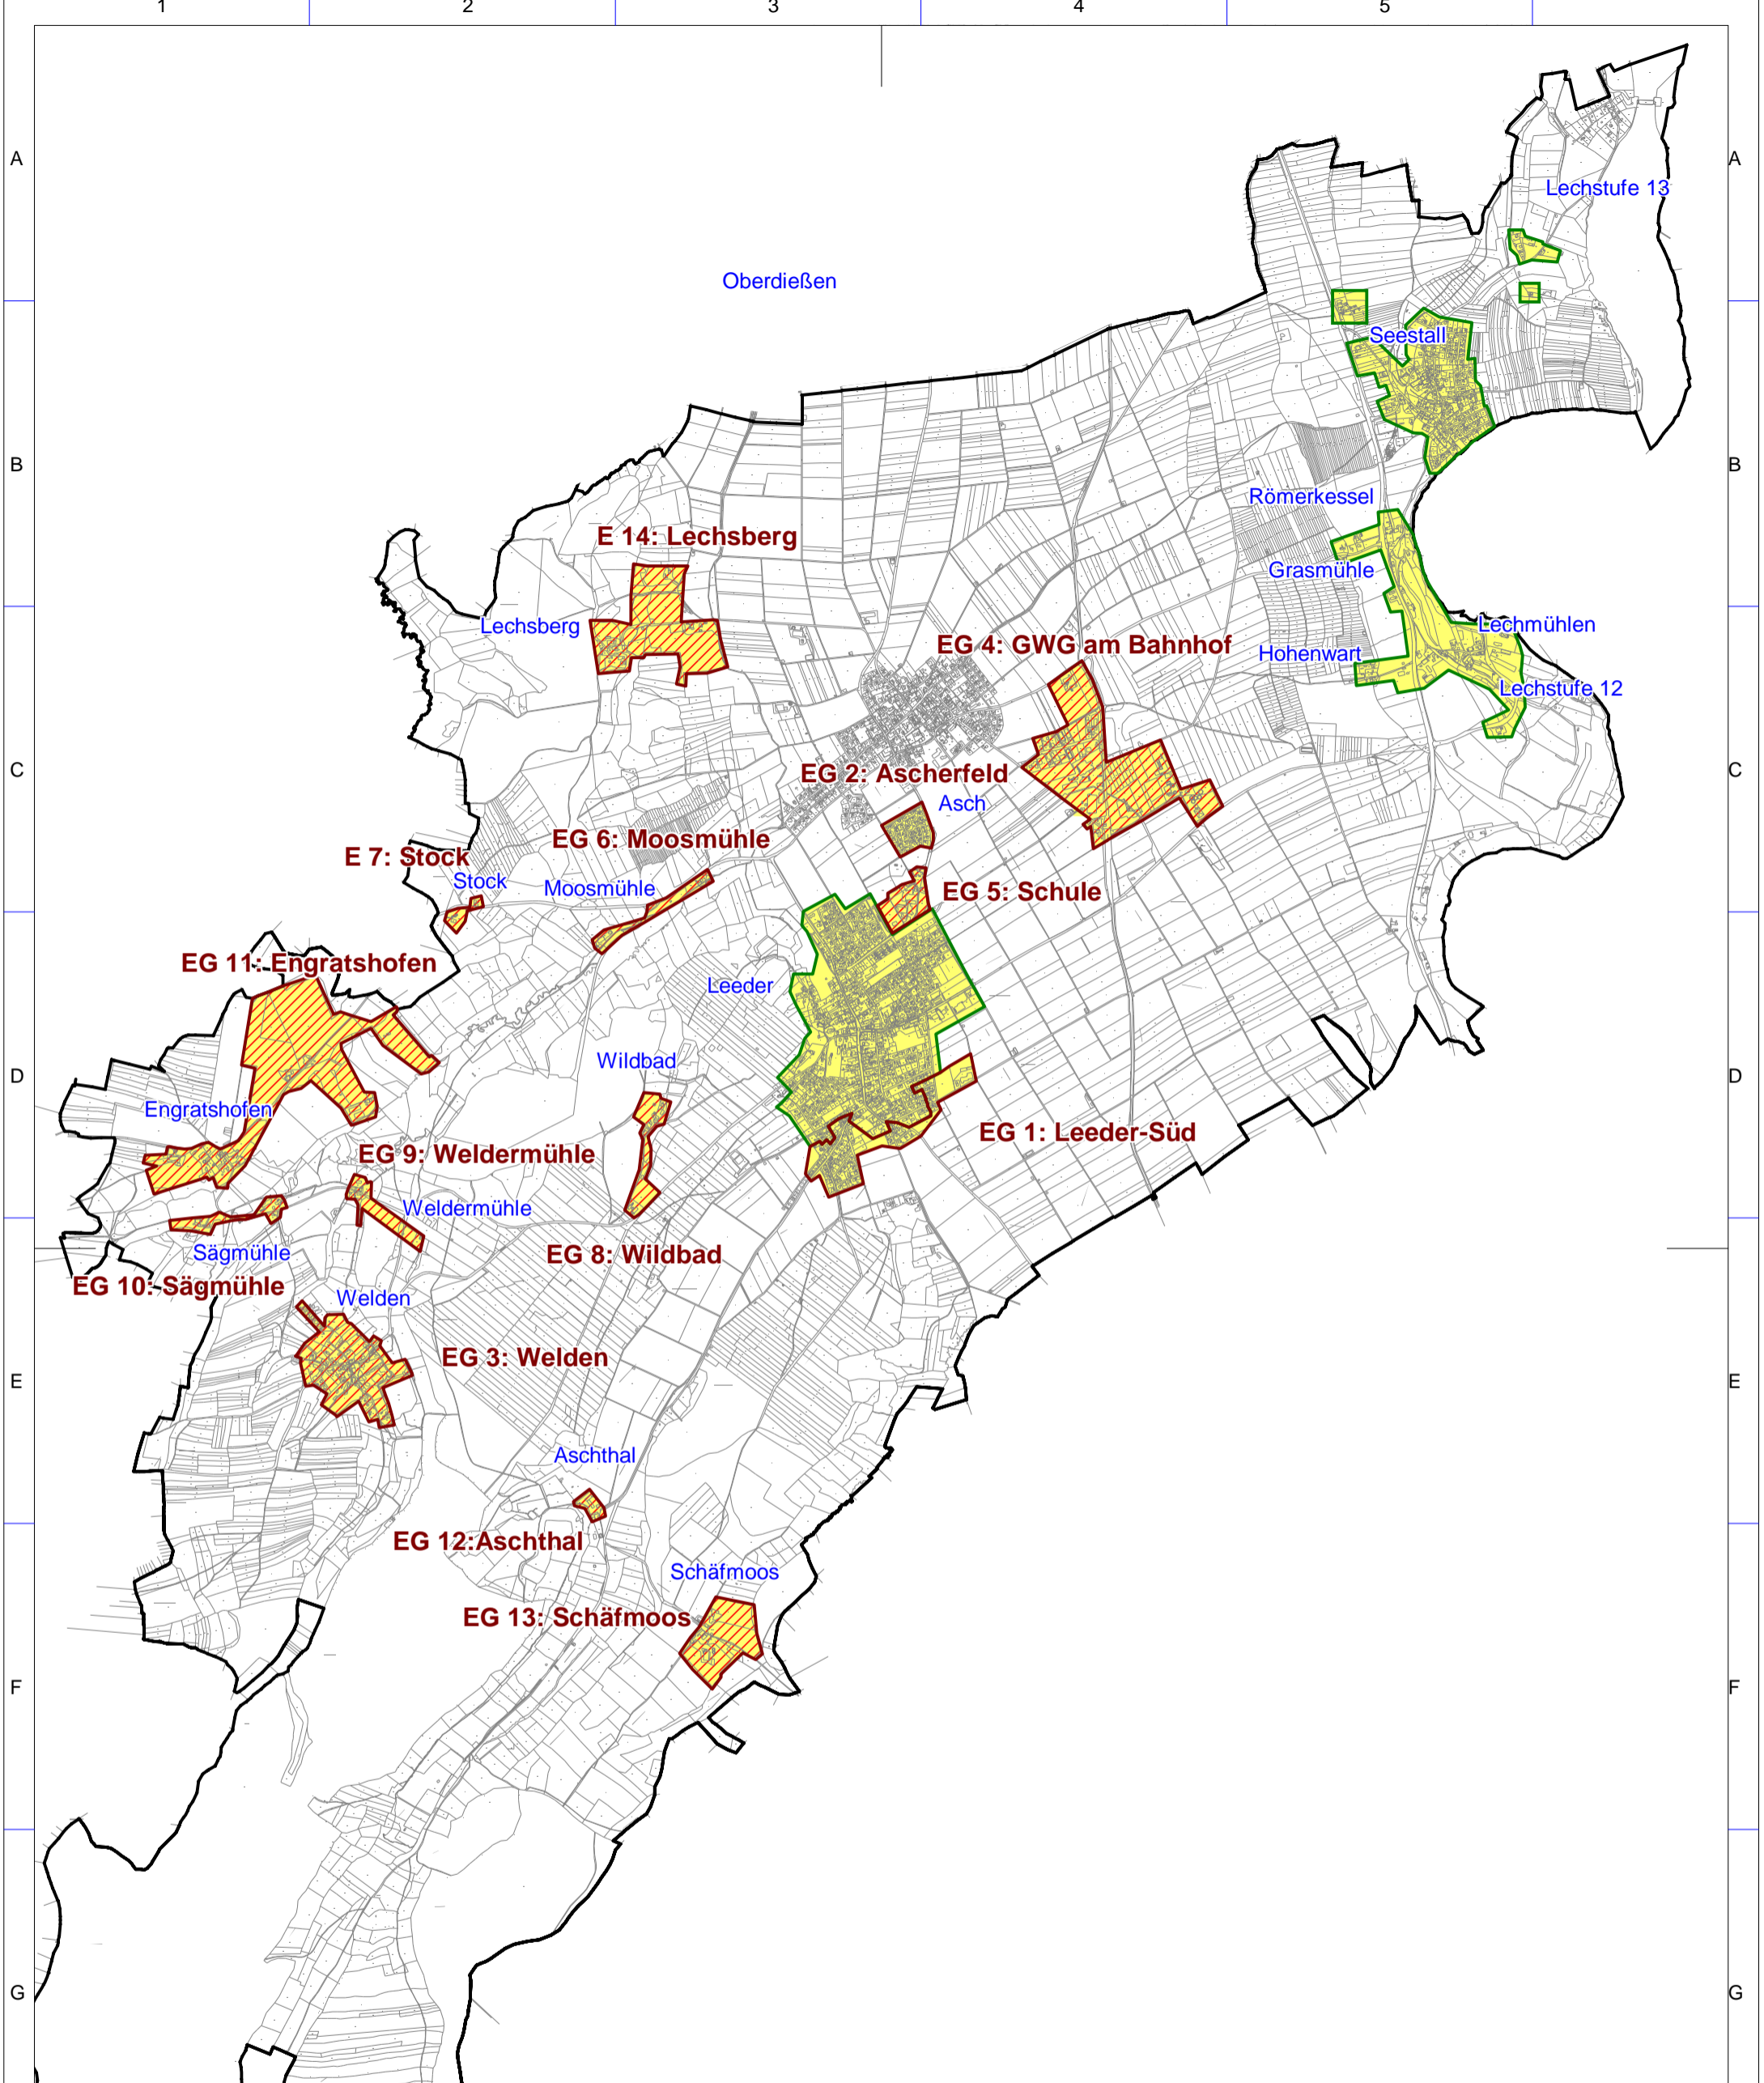 1 2 3 4 5
A A
Lechstufe 13
Oberdießen
Seestall
B B
Römerkessel
E 14: Lechsberg
Grasmühle
Lechsberg
Lechmühlen
EG 4: GWG am Bahnhof
Hohenwart
Lechstufe 12
C C
EG 2: Ascherfeld
Asch
EG 6: Moosmühle
E 7: Stock
Stock
Moosmühle
EG 5: Schule
EG 11: Engratshofen
Leeder
Wildbad
D D
Engratshofen
EG 1: Leeder-Süd
EG 9: Weldermühle
Weldermühle
Sägmühle
EG 8: Wildbad
EG 10: Sägmühle
Welden
EG 3: Welden
E E
Aschthal
EG 12:Aschthal
Schäfmoos
EG 13: Schäfmoos
F F
G G